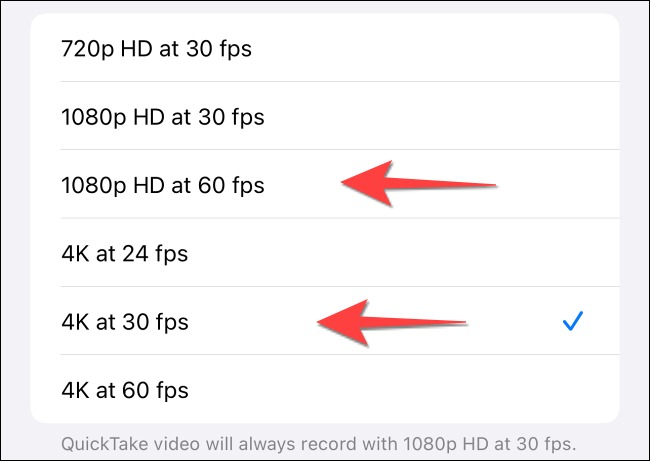 720p HD at 30 fps
1080p HD at 30 fps
1080p HD at 60 fps
4K at 24 fps
4K at 30 fps
4K at 60 fps
QuickTake video will always record with 1080p HD at 30 fps.